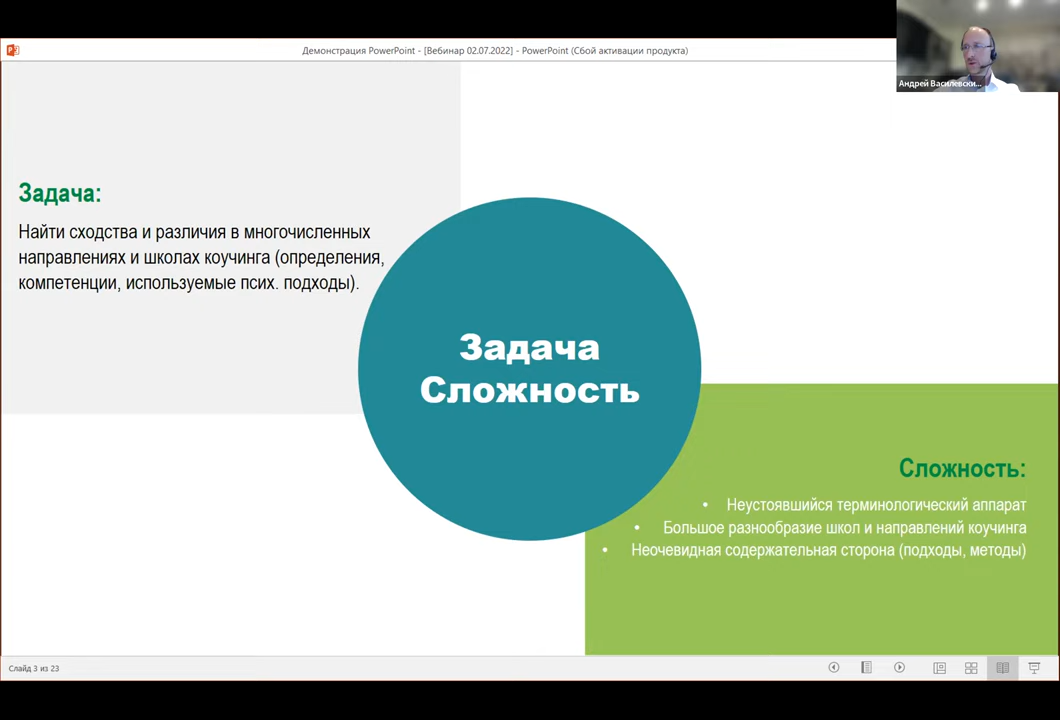 Демонстрация PowerPoint - [Вебинар 02.07.2022] - PowerPoint (Сбой активации продукта)
Андрей Василевски...
Задача:
Найти сходства и различия в многочисленных
направлениях и школах коучинга (определения,
компетенции, используемые псих. подходы).
Задача
Сложность
Сложность:
• Неустоявшийся терминологический аппарат
• Большое разнообразие школ и направлений коучинга
• Неочевидная содержательная сторона (подходы, методы)
Слайд 3 из 23